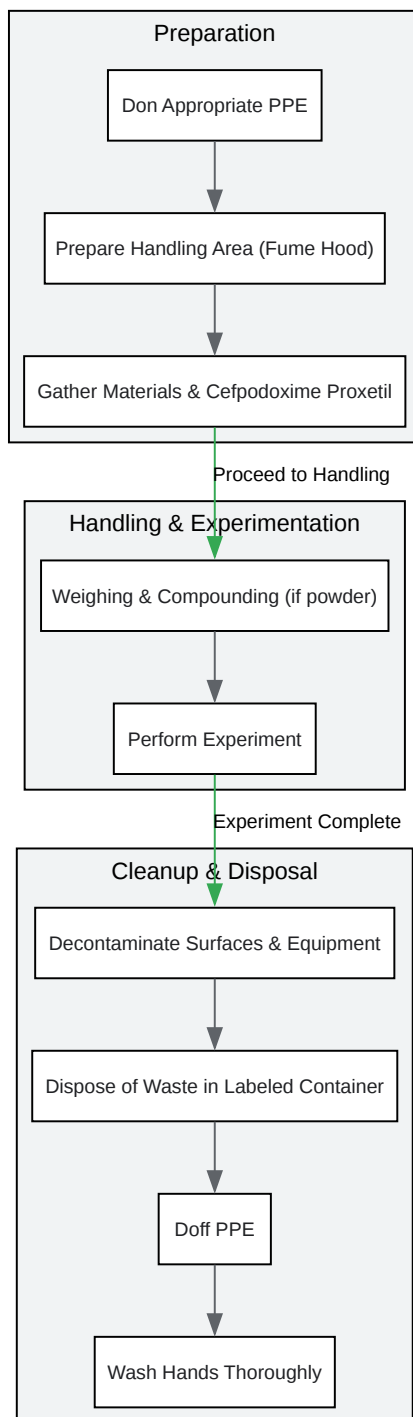 Preparation
Don Appropriate PPE
Prepare Handling Area (Fume Hood)
Gather Materials & Cefpodoxime Proxetil
Proceed to Handling
Handling & Experimentation
Weighing & Compounding (if powder)
Perform Experiment
Experiment Complete
Cleanup & Disposal
Decontaminate Surfaces & Equipment
Dispose of Waste in Labeled Container
Doff PPE
Wash Hands Thoroughly